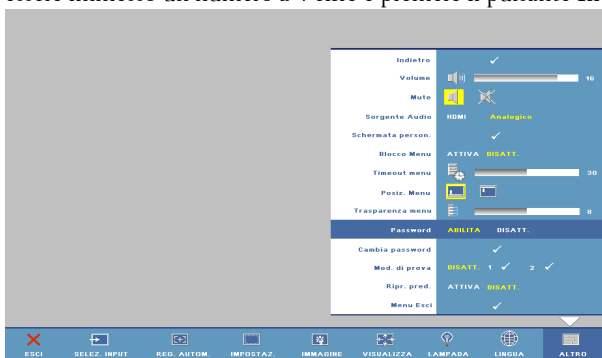 Indietro
Volume 16
Mute
Sorgente Audio HDMI Analogico
Schermata person.
Blocco Menu ATTIVA DISATT.
Timeout menu 30
Posiz. Menu
Trasparenza menu 0
Password ABILITA DISATT.
Cambia password
Mod. di prova DISATT. 1 2
Ripr. pred. ATTIVA DISATT.
Menu Esci
ESCI SELEZ. INPUT REG. AUTOM. IMPOSTAZ. IMMAGINE VISUALIZZA LAMPADA LINGUA ALTRO